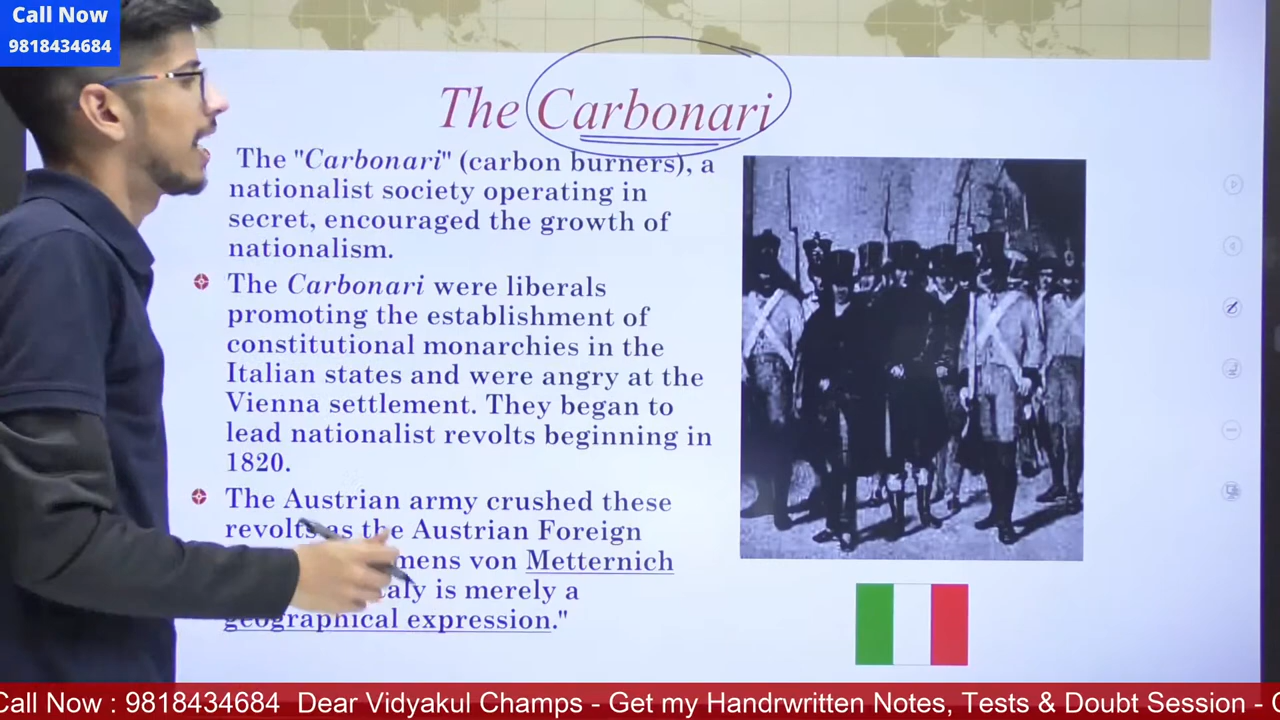 Call Now
9818434684
The Carbonari
The "Carbonari" (carbon burners), a
nationalist society operating in
secret, encouraged the growth of
nationalism.
The Carbonari were liberals
promoting the establishment of
constitutional monarchies in the
Italian states and were angry at the
Vienna settlement. They began to
lead nationalist revolts beginning in
1820.
The Austrian army crushed these
revolts as the Austrian Foreign
mens von Metternich
aly is merely a
geographical expression."
Call Now : 9818434684 Dear Vidyakul Champs - Get my Handrwritten Notes, Tests & Doubt Session -